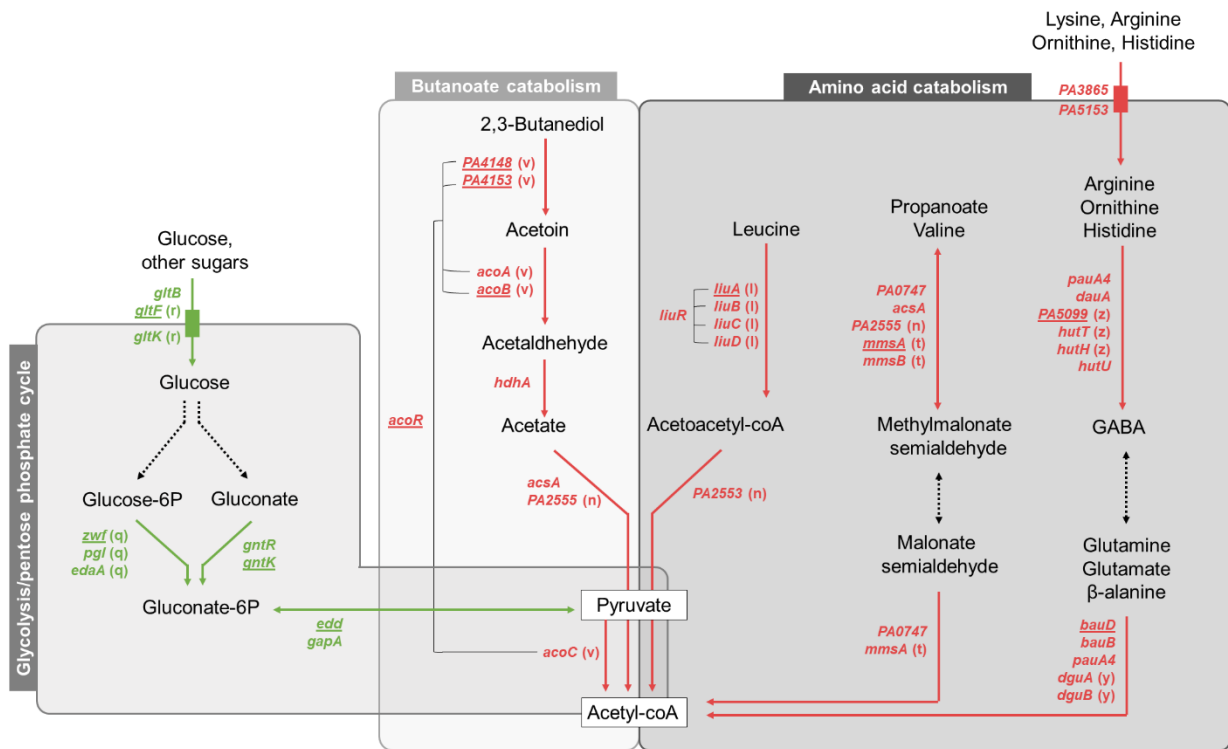 Lysine, Arginine
Ornithine, Histidine
Butanoate catabolism
Amino acid catabolism
PA3865
PA5153
2,3-Butanediol
PA4148 (v)
PA4153 (v)
Arginine
Ornithine
Histidine
Propanoate
Valine
Acetoin
Leucine
Glucose,
other sugars
gltB
gltF (r)
gltK (r)
acoA (v)
acoB (v)
liuR
liuA (l)
liuB (l)
liuC (l)
liuD (l)
PA0747
acsA
PA2555 (n)
mmsA (t)
mmsB (t)
pauA4
dauA
PA5099 (z)
hutT (z)
hutH (z)
hutU
Acetaldhehyde
Glucose
hdhA
acoR
Acetate
Acetoacetyl-coA
Methylmalonate
semialdehyde
GABA
Glycolysis/pentose phosphate cycle
Glucose-6P
Gluconate
acsA
PA2555 (n)
PA2553 (n)
zwf (q)
pgl (q)
edaA (q)
gntR
gntK
Malonate
semialdehyde
Glutamine
Glutamate
β-alanine
Gluconate-6P
Pyruvate
edd
gapA
acoC (v)
PA0747
mmsA (t)
bauD
bauB
pauA4
dguA (y)
dguB (y)
Acetyl-coA